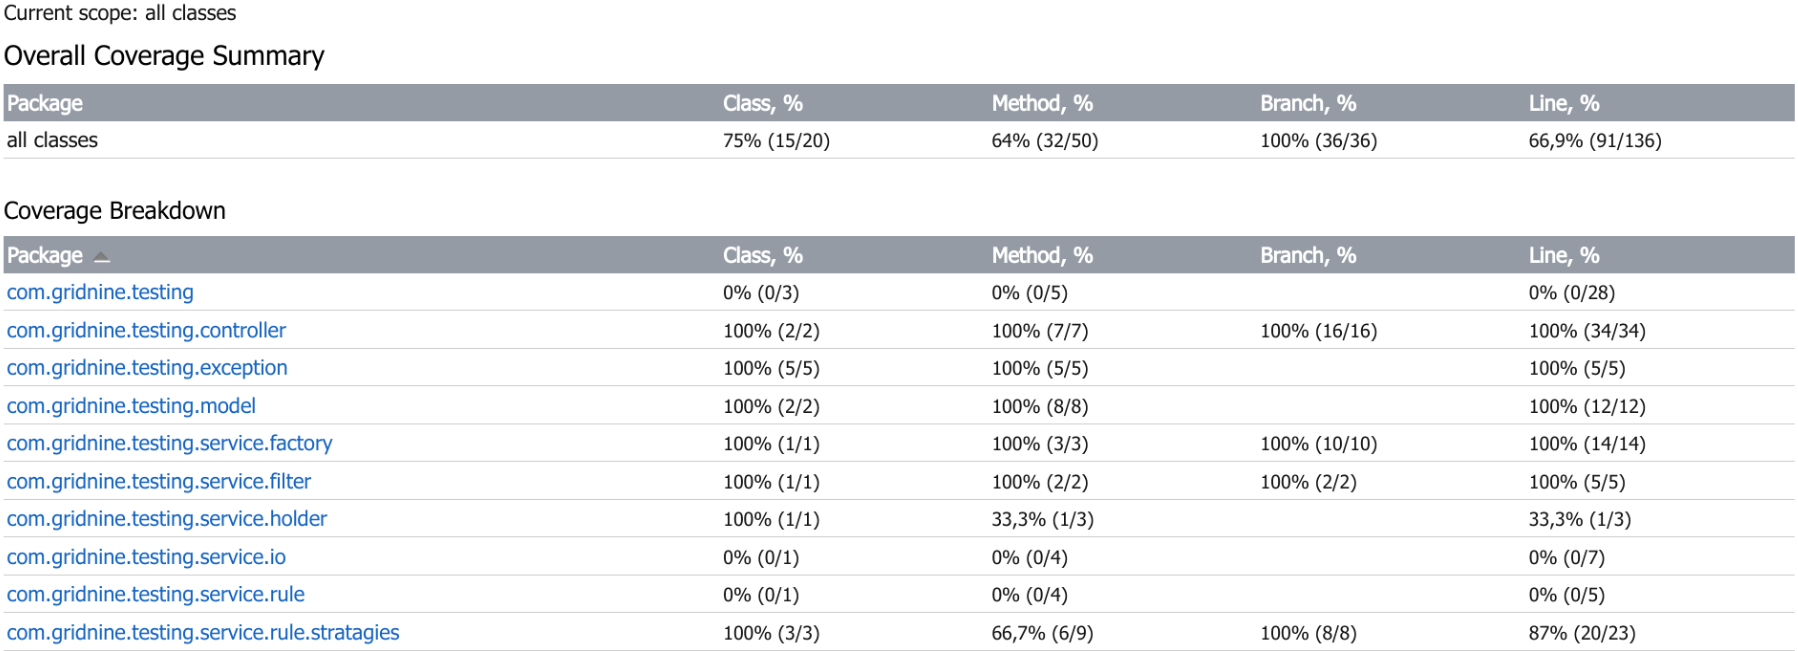 Current scope: all classes
Overall Coverage Summary
Package Class, % Method, % Branch, % Line, %
all classes 75% (15/20) 64% (32/50) 100% (36/36) 66,9% (91/136)
Coverage Breakdown
Package Class, % Method, % Branch, % Line, %
com.gridnine.testing 0% (0/3) 0% (0/5) 0% (0/28)
com.gridnine.testing.controller 100% (2/2) 100% (7/7) 100% (16/16) 100% (34/34)
com.gridnine.testing.exception 100% (5/5) 100% (5/5) 100% (5/5)
com.gridnine.testing.model 100% (2/2) 100% (8/8) 100% (12/12)
com.gridnine.testing.service.factory 100% (1/1) 100% (3/3) 100% (10/10) 100% (14/14)
com.gridnine.testing.service.filter 100% (1/1) 100% (2/2) 100% (2/2) 100% (5/5)
com.gridnine.testing.service.holder 100% (1/1) 33,3% (1/3) 33,3% (1/3)
com.gridnine.testing.service.io 0% (0/1) 0% (0/4) 0% (0/7)
com.gridnine.testing.service.rule 0% (0/1) 0% (0/4) 0% (0/5)
com.gridnine.testing.service.rule.stratagies 100% (3/3) 66,7% (6/9) 100% (8/8) 87% (20/23)